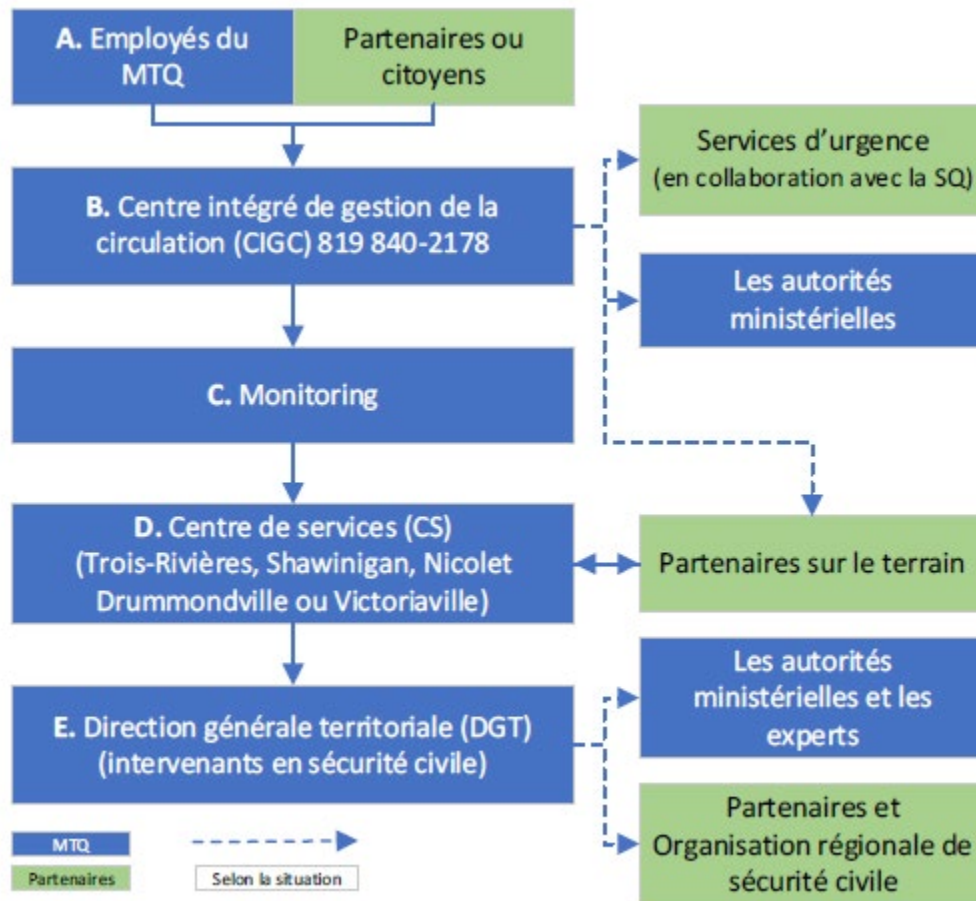 A. Employés du
MTQ
Partenaires ou
citoyens
Services d'urgence
(en collaboration avec la SQ)
B. Centre intégré de gestion de la
circulation (CIGC) 819 840-2178
Les autorités
ministérielles
C. Monitoring
D. Centre de services (CS)
(Trois-Rivières, Shawinigan, Nicolet
Drummondville ou Victoriaville)
Partenaires sur le terrain
Les autorités
ministérielles et les
experts
E. Direction générale territoriale (DGT)
(intervenants en sécurité civile)
Partenaires et
Organisation régionale de
sécurité civile
MTQ
Partenaires
Selon la situation